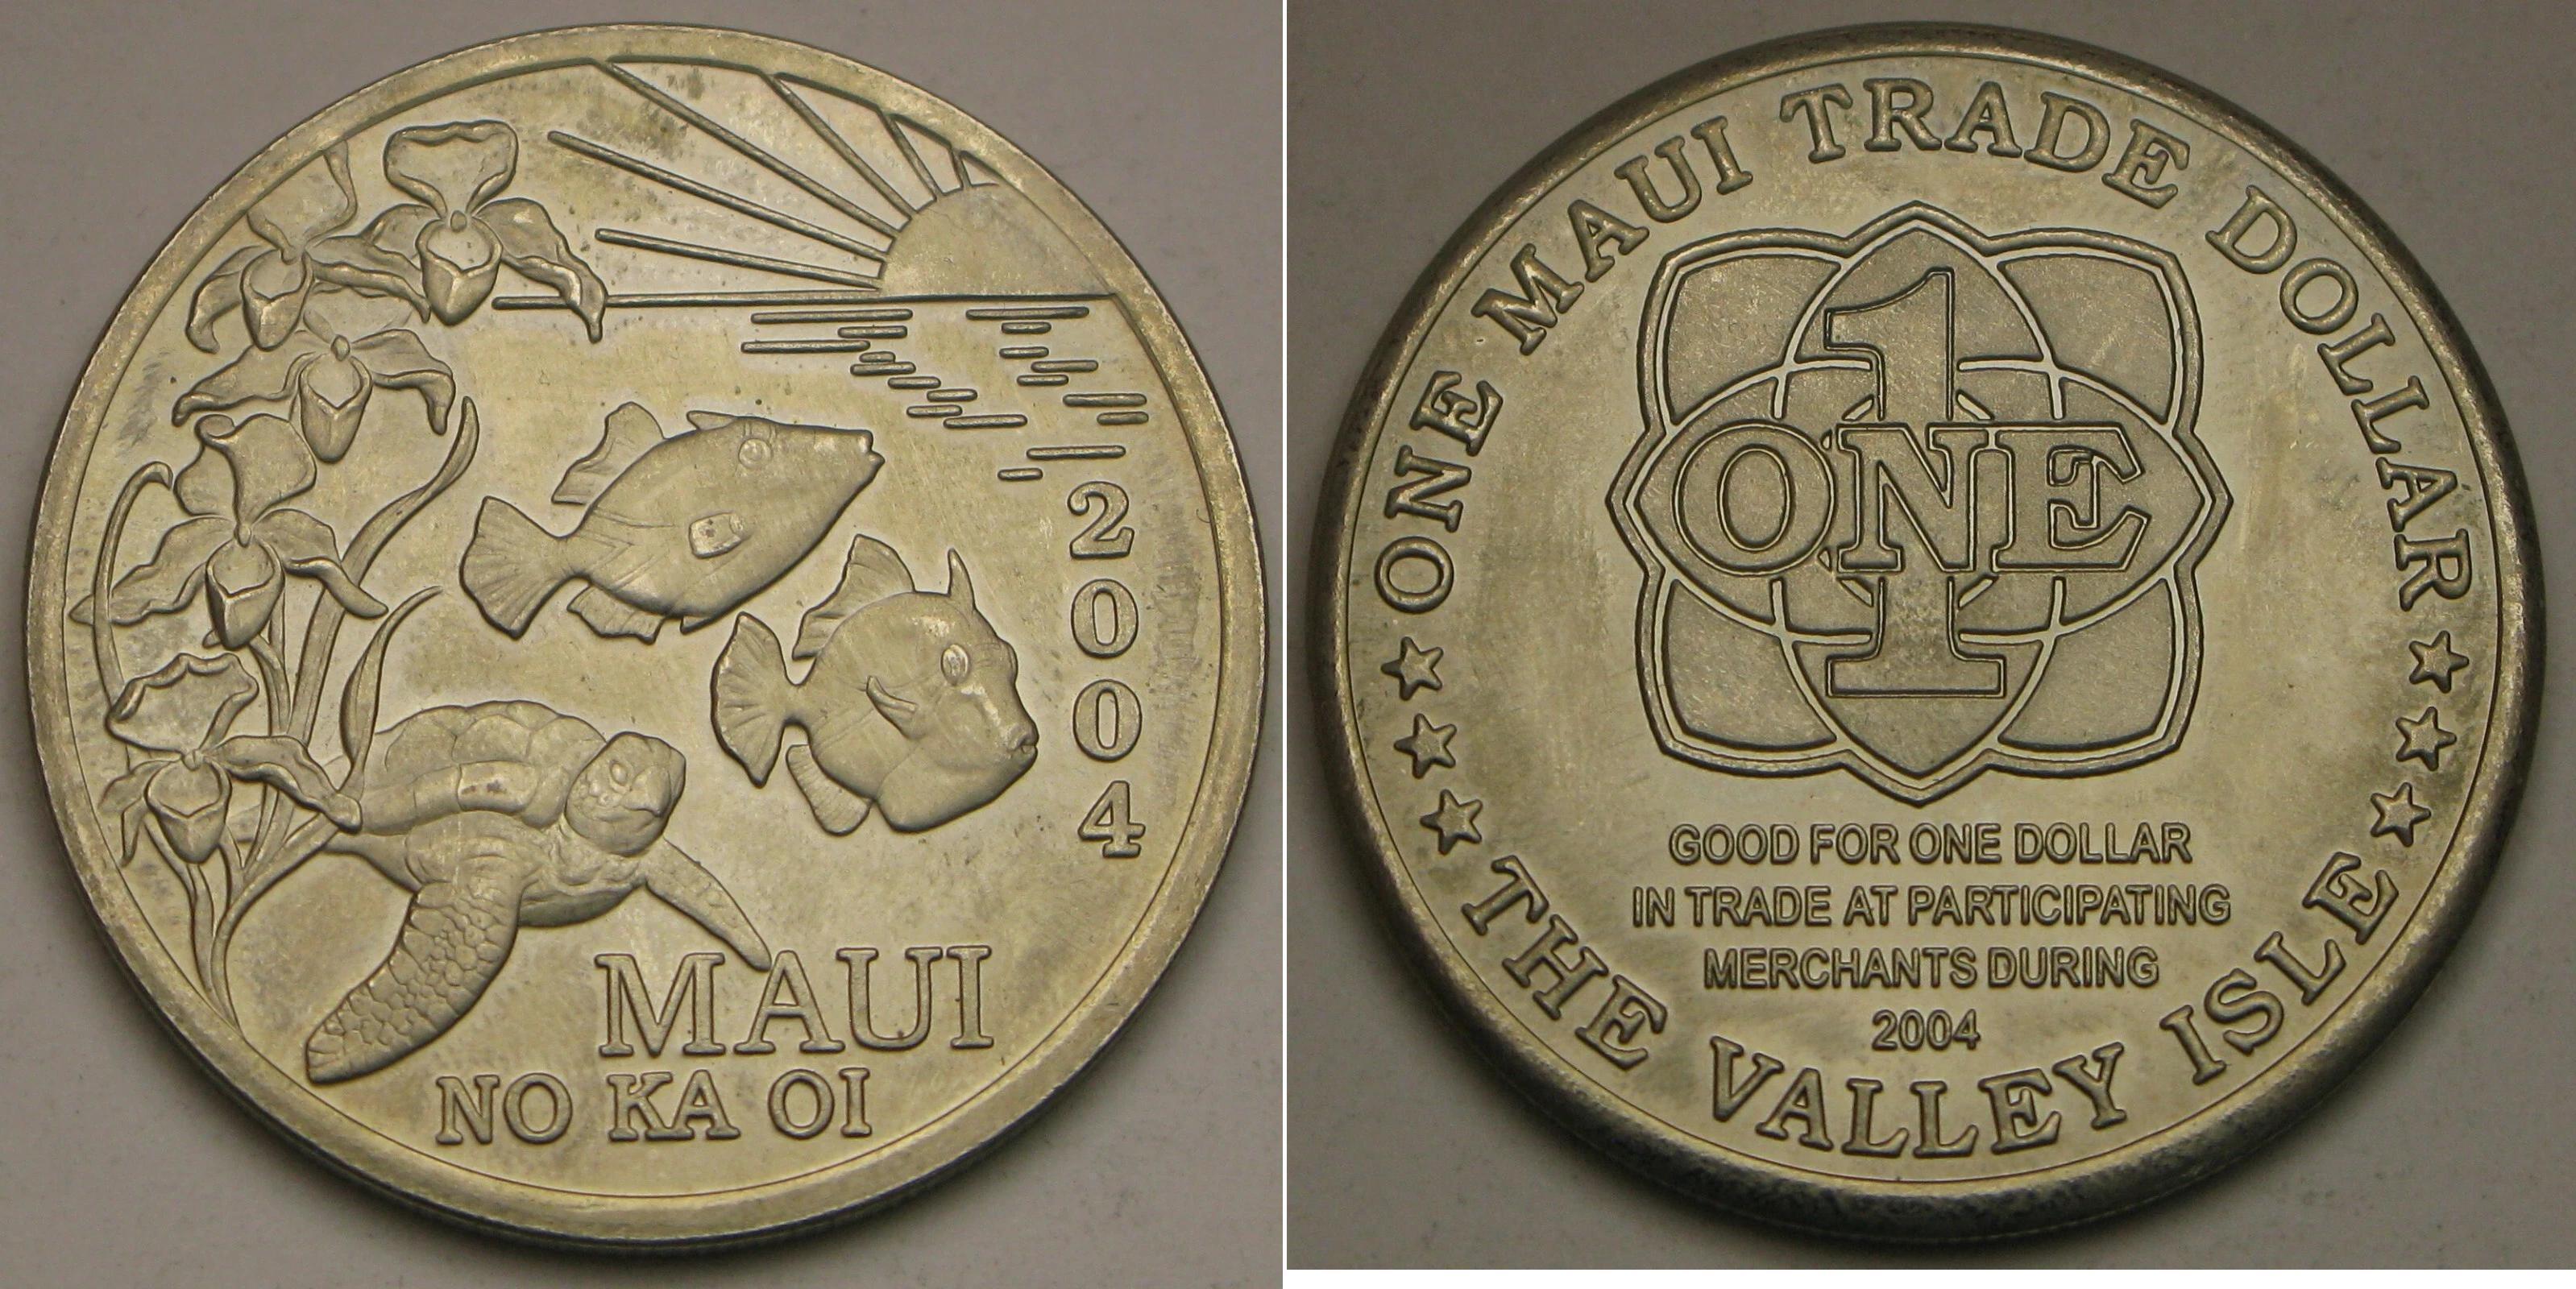 2004
MAUI
NO KA OI
ONE MAUI TRADE DOLLAR
1
ONE
GOOD FOR ONE DOLLAR
IN TRADE AT PARTICIPATING
MERCHANTS DURING
2004
THE VALLEY ISLE